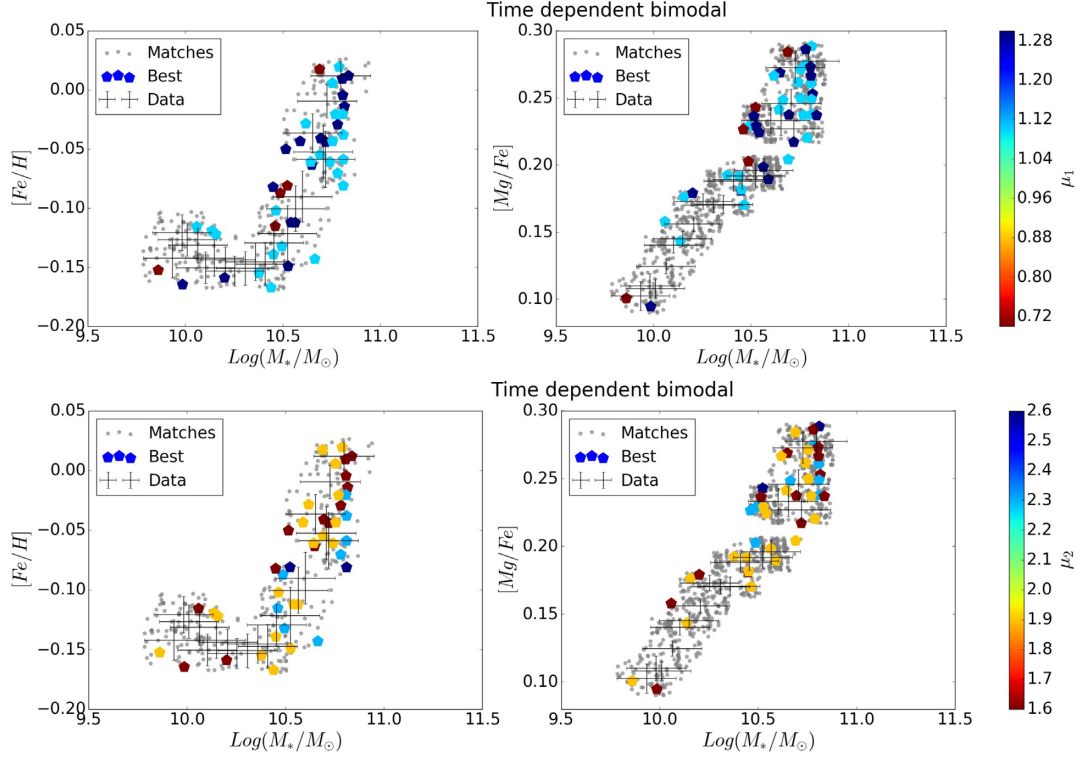 Time dependent bimodal
0.05
0.00
−0.05
−0.10
−0.15
−0.20
[Fe/H]
Matches
Best
Data
9.5 10.0 10.5 11.0 11.5
Log(M*/M☉)
0.30
0.25
0.20
0.15
0.10
[Mg/Fe]
Matches
Best
Data
9.5 10.0 10.5 11.0 11.5
Log(M*/M☉)
1.28
1.20
1.12
1.04
0.96
0.88
0.80
0.72
μ1
Time dependent bimodal
0.05
0.00
−0.05
−0.10
−0.15
−0.20
[Fe/H]
Matches
Best
Data
9.5 10.0 10.5 11.0 11.5
Log(M*/M☉)
0.30
0.25
0.20
0.15
0.10
[Mg/Fe]
Matches
Best
Data
9.5 10.0 10.5 11.0 11.5
Log(M*/M☉)
2.6
2.5
2.4
2.3
2.2
2.1
2.0
1.9
1.8
1.7
1.6
μ2